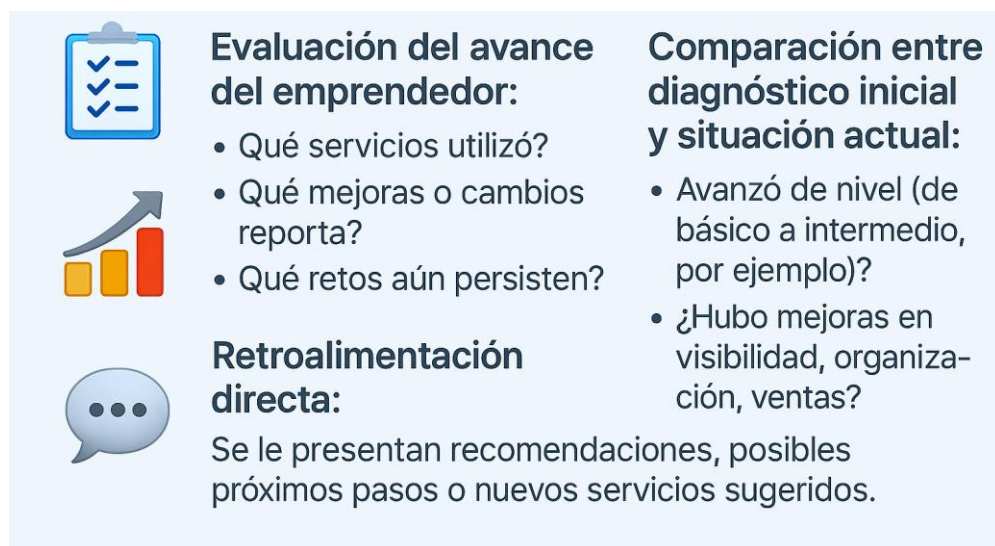 Evaluación del avance
del emprendedor:
• Qué servicios utilizó?
• Qué mejoras o cambios
reporta?
• Qué retos aún persisten?
Comparación entre
diagnóstico inicial
y situación actual:
• Avanzó de nivel (de
básico a intermedio,
por ejemplo)?
• ¿Hubo mejoras en
visibilidad, organiza-
ción, ventas?
Retroalimentación
directa:
Se le presentan recomendaciones, posibles
próximos pasos o nuevos servicios sugeridos.